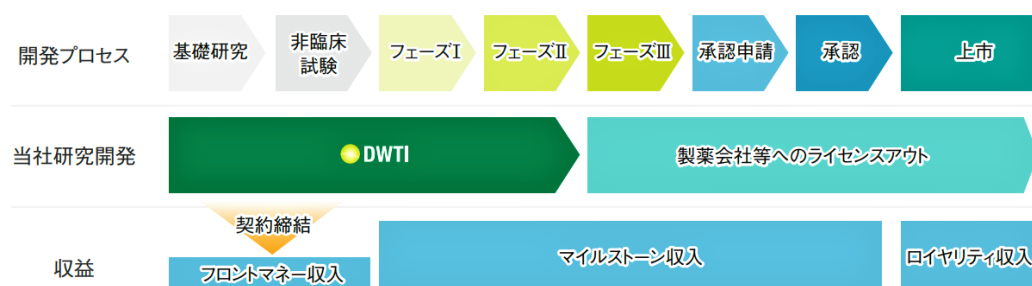 開発プロセス
基礎研究
非臨床
試験
フェーズⅠ
フェーズⅡ
フェーズⅢ
承認申請
承認
上市
当社研究開発
DWTI
製薬会社等へのライセンスアウト
契約締結
収益
フロントマネー収入
マイルストーン収入
ロイヤリティ収入